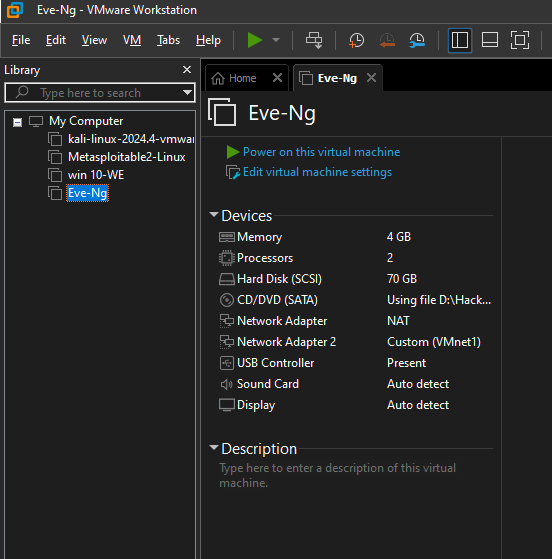 Eve-Ng - VMware Workstation
File Edit View VM Tabs Help
Library
Type here to search
My Computer
kali-linux-2024.4-vmwar
Metasploitable2-Linux
win 10-WE
Eve-Ng
Home Eve-Ng
Eve-Ng
Power on this virtual machine
Edit virtual machine settings
Devices
Memory 4 GB
Processors 2
Hard Disk (SCSI) 70 GB
CD/DVD (SATA) Using file D:\Hack...
Network Adapter NAT
Network Adapter 2 Custom (VMnet1)
USB Controller Present
Sound Card Auto detect
Display Auto detect
Description
Type here to enter a description of this virtual
machine.